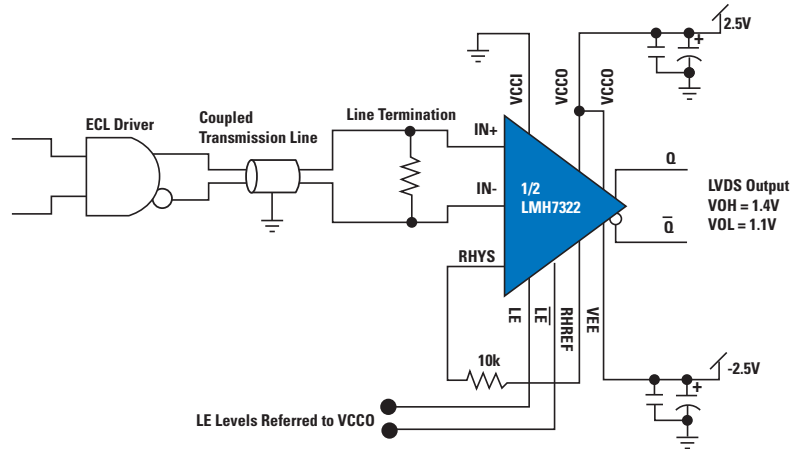 2.5V
VCCI
VCCO
VCCO
ECL Driver
Coupled
Transmission Line
Line Termination
IN+
IN-
1/2
LMH7322
Q
Q̅
LVDS Output
VOH = 1.4V
VOL = 1.1V
RHYS
LE
L̅E̅
RHREF
VEE
10k
-2.5V
LE Levels Referred to VCCO
+
+